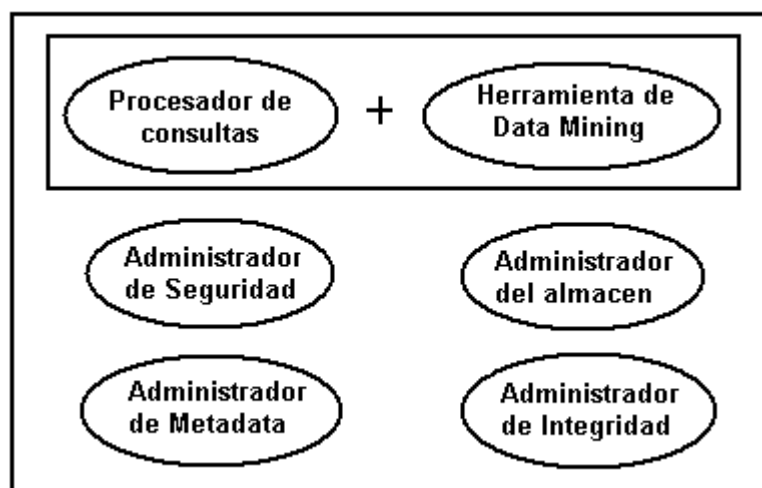 Procesador de
consultas
+
Herramienta de
Data Mining
Administrador
de Seguridad
Administrador
del almacen
Administrador
de Metadata
Administrador
de Integridad